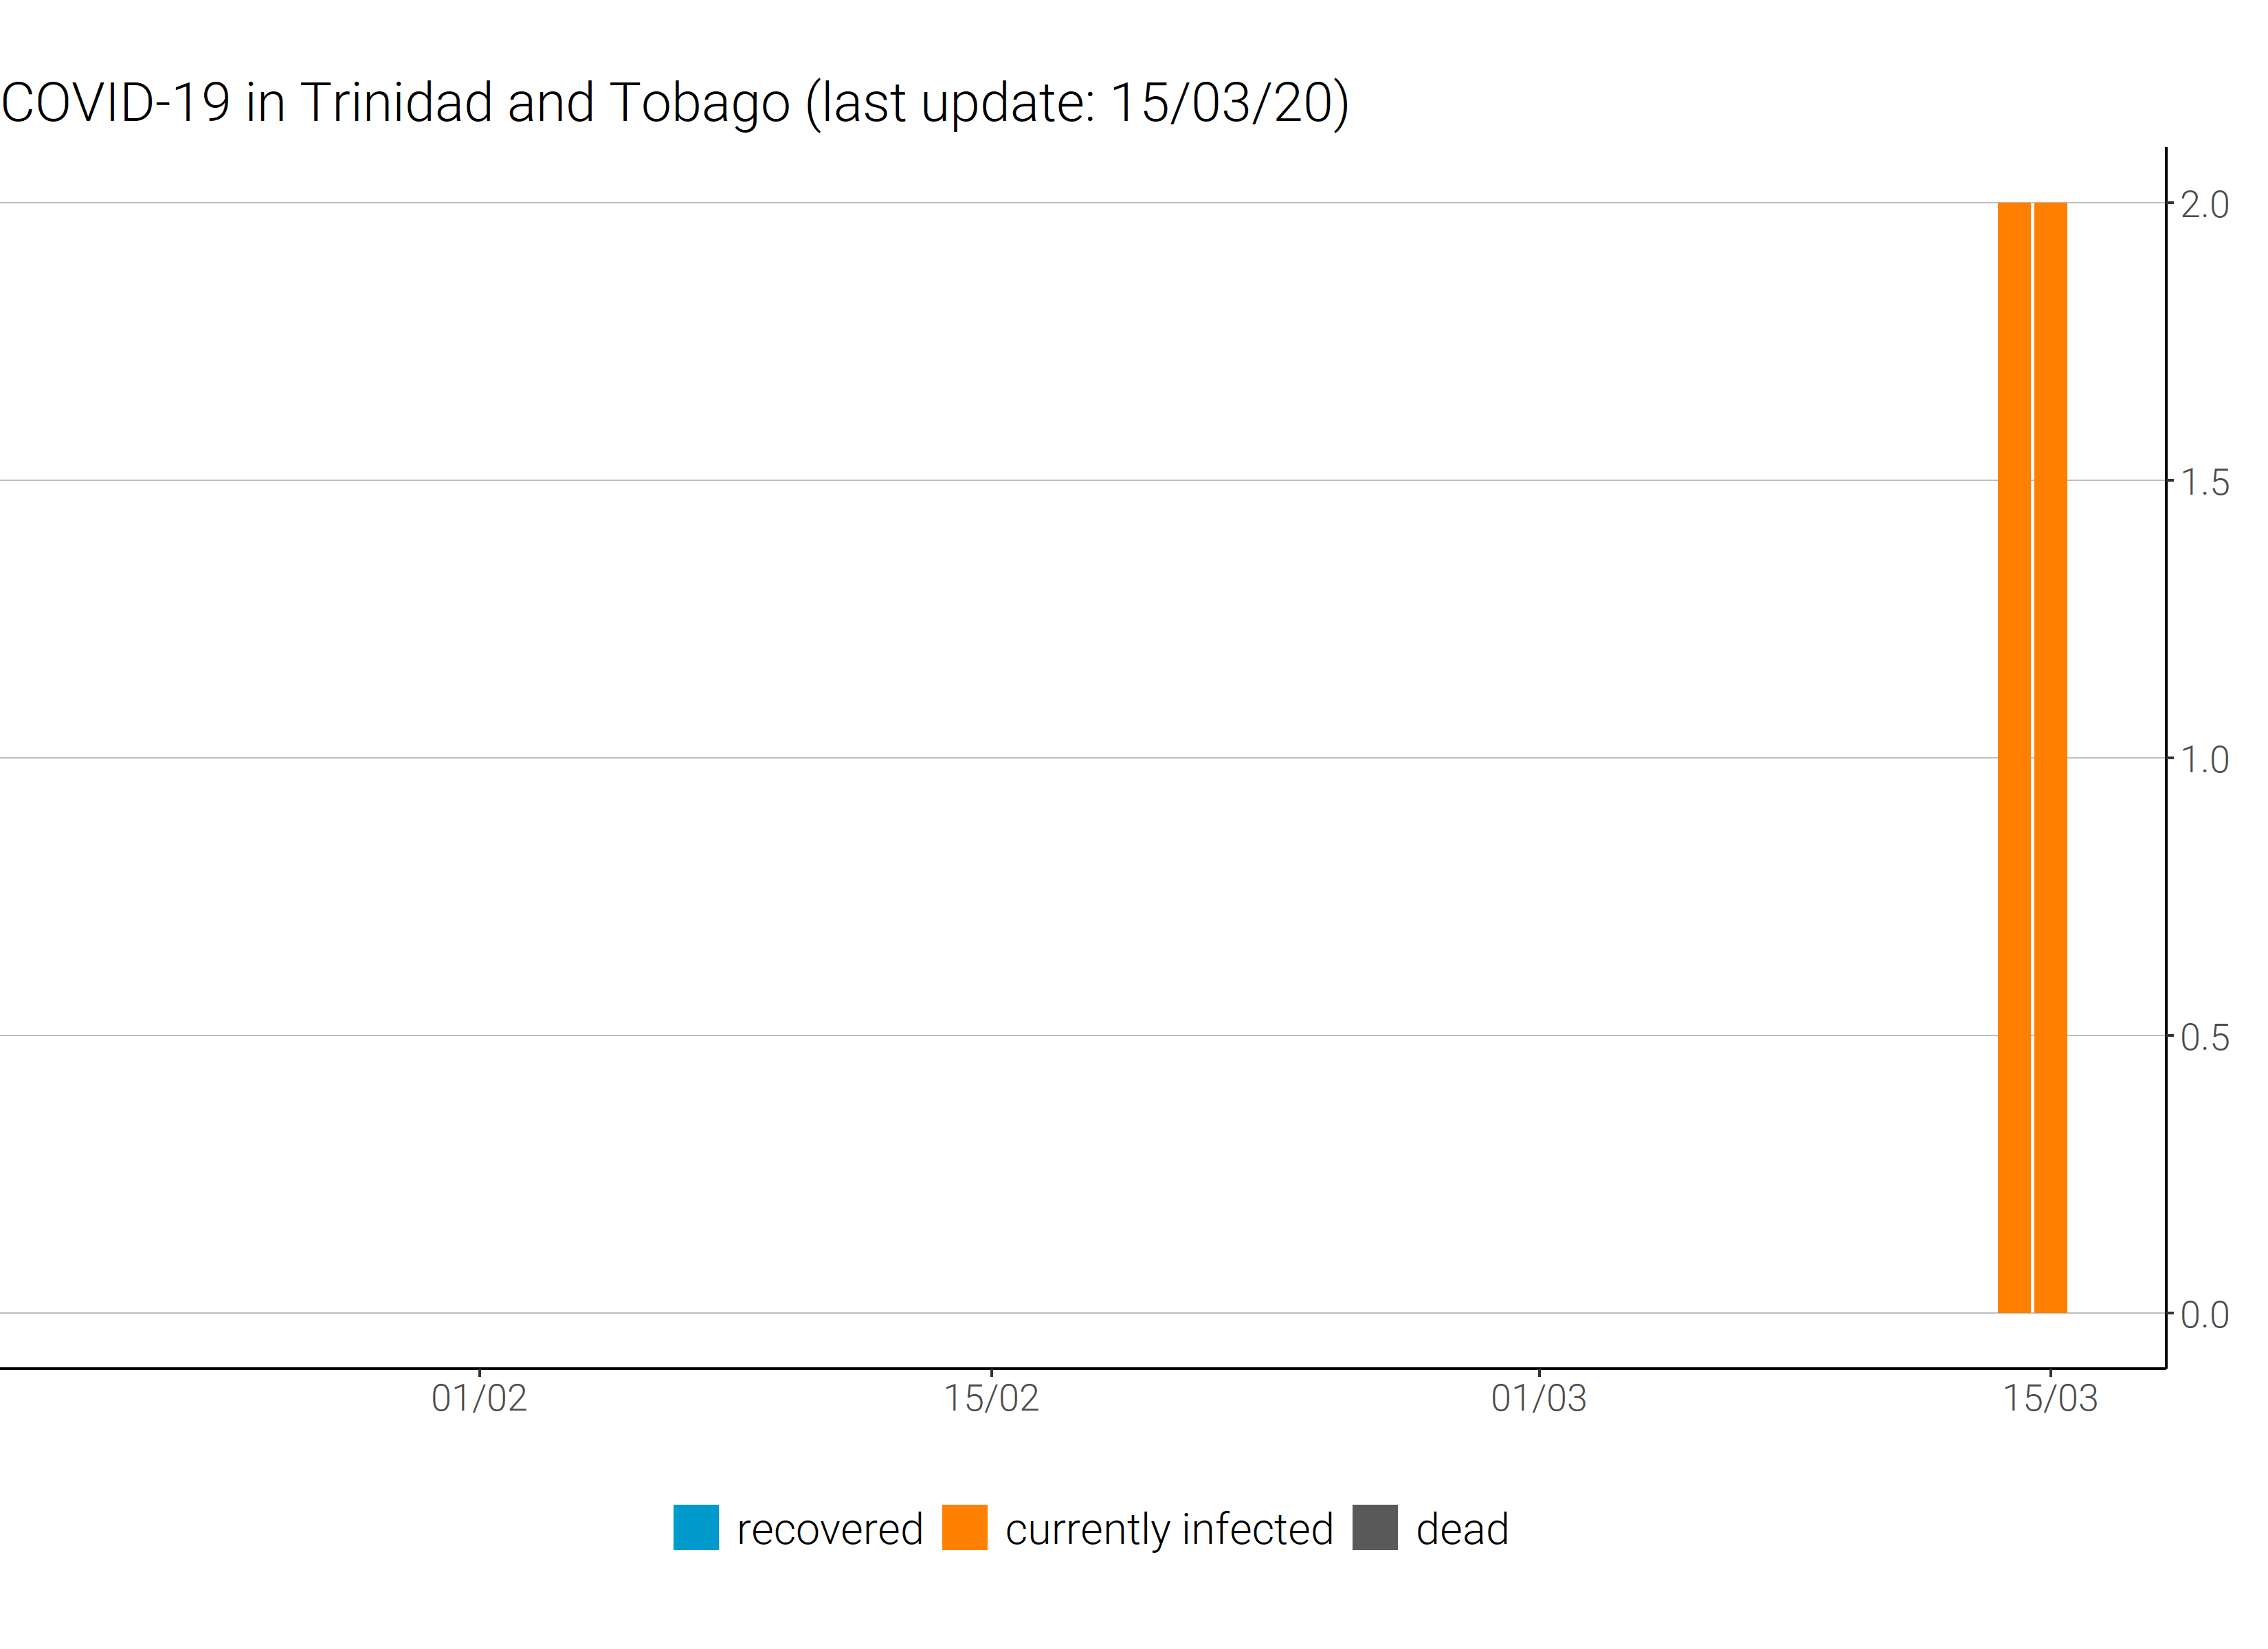 COVID-19 in Trinidad and Tobago (last update: 15/03/20)
2.0
1.5
1.0
0.5
0.0
01/02 15/02 01/03 15/03
recovered currently infected dead